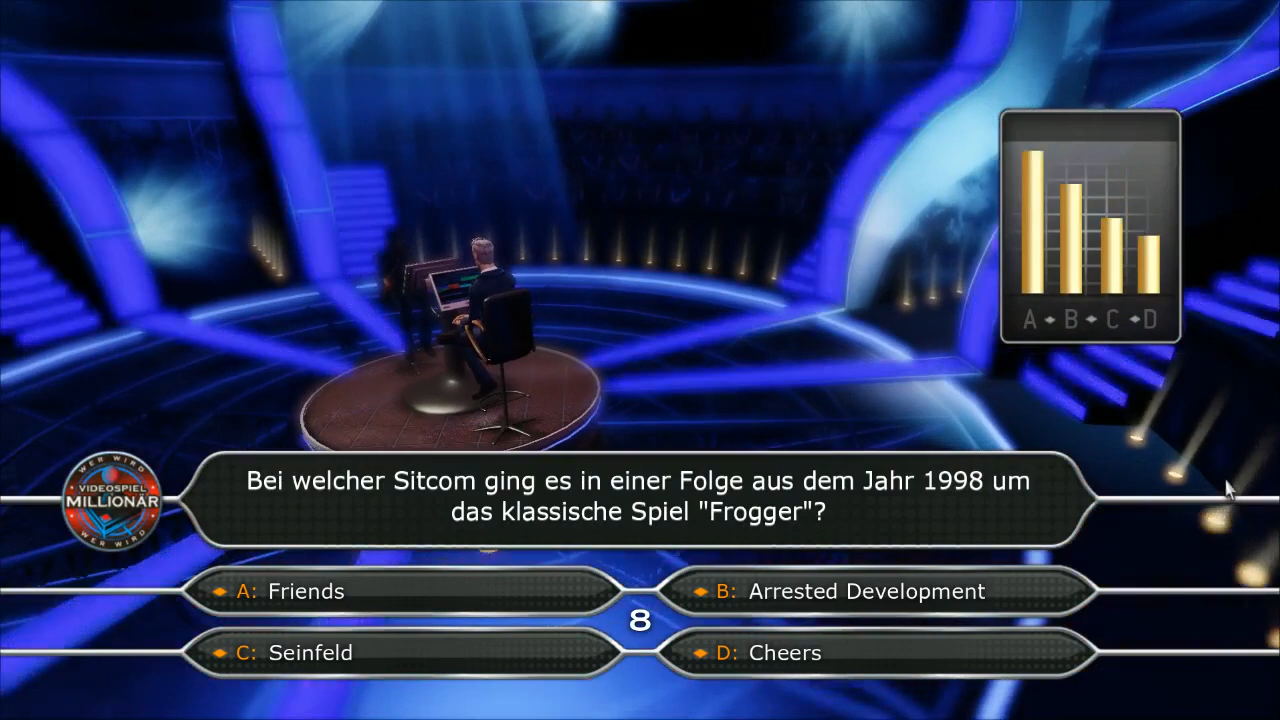 A B C D
WER WIRD
VIDEOSPIEL
MILLIONÄR
WER WIRD
Bei welcher Sitcom ging es in einer Folge aus dem Jahr 1998 um
das klassische Spiel "Frogger"?
A: Friends
B: Arrested Development
8
C: Seinfeld
D: Cheers